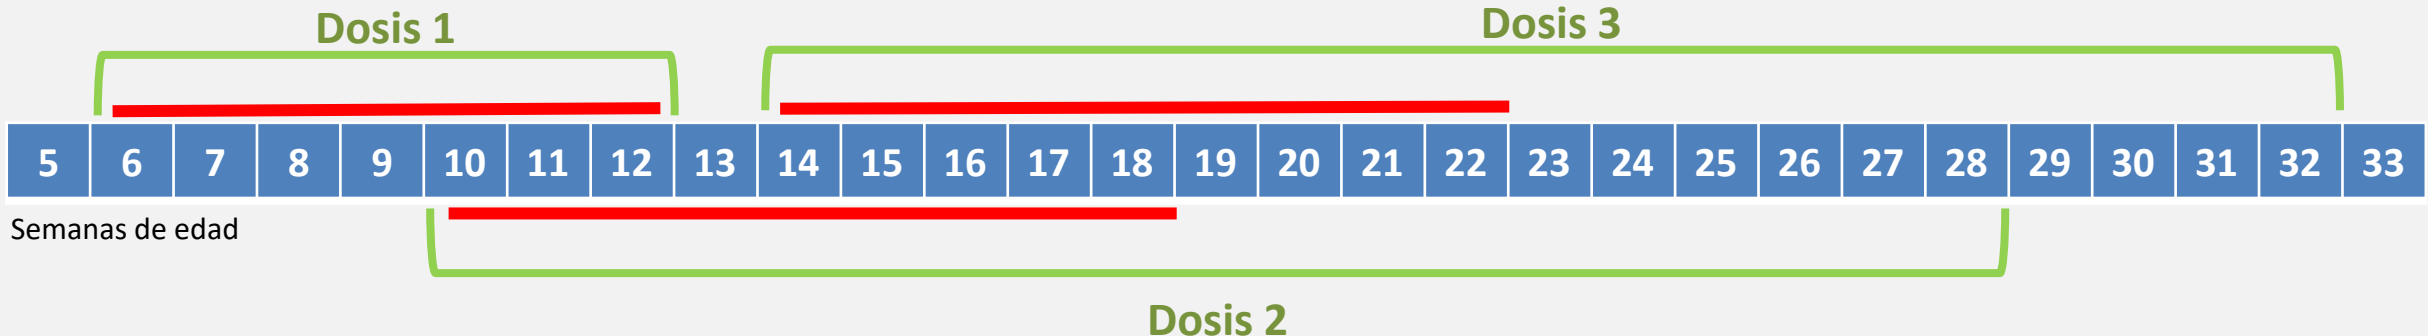 Dosis 1
Dosis 3
5 6 7 8 9 10 11 12 13 14 15 16 17 18 19 20 21 22 23 24 25 26 27 28 29 30 31 32 33
Semanas de edad
Dosis 2